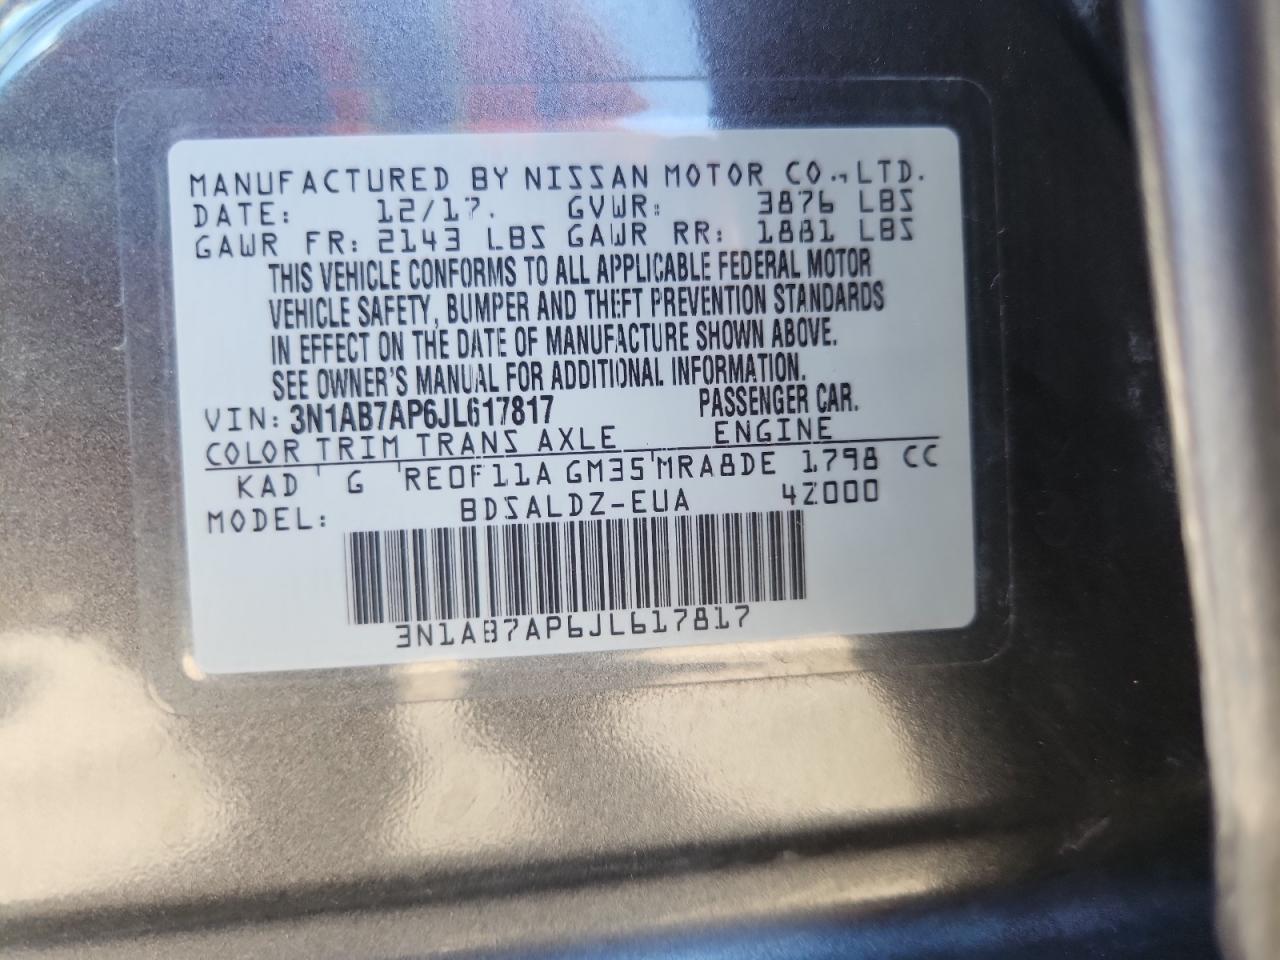 MANUFACTURED BY NISSAN MOTOR CO., LTD.
DATE: 12/17. GVWR: 3876 LBS
GAWR FR: 2143 LBS GAWR RR: 1881 LBS
THIS VEHICLE CONFORMS TO ALL APPLICABLE FEDERAL MOTOR
VEHICLE SAFETY, BUMPER AND THEFT PREVENTION STANDARDS
IN EFFECT ON THE DATE OF MANUFACTURE SHOWN ABOVE.
SEE OWNER'S MANUAL FOR ADDITIONAL INFORMATION.
VIN: 3N1AB7AP6JL617817 PASSENGER CAR.
COLOR TRIM TRANS AXLE ENGINE
KAD G RE0F11A GM35 MRA8DE 1798 CC
MODEL: BDSALDZ-EUA 4Z000
3N1AB7AP6JL617817